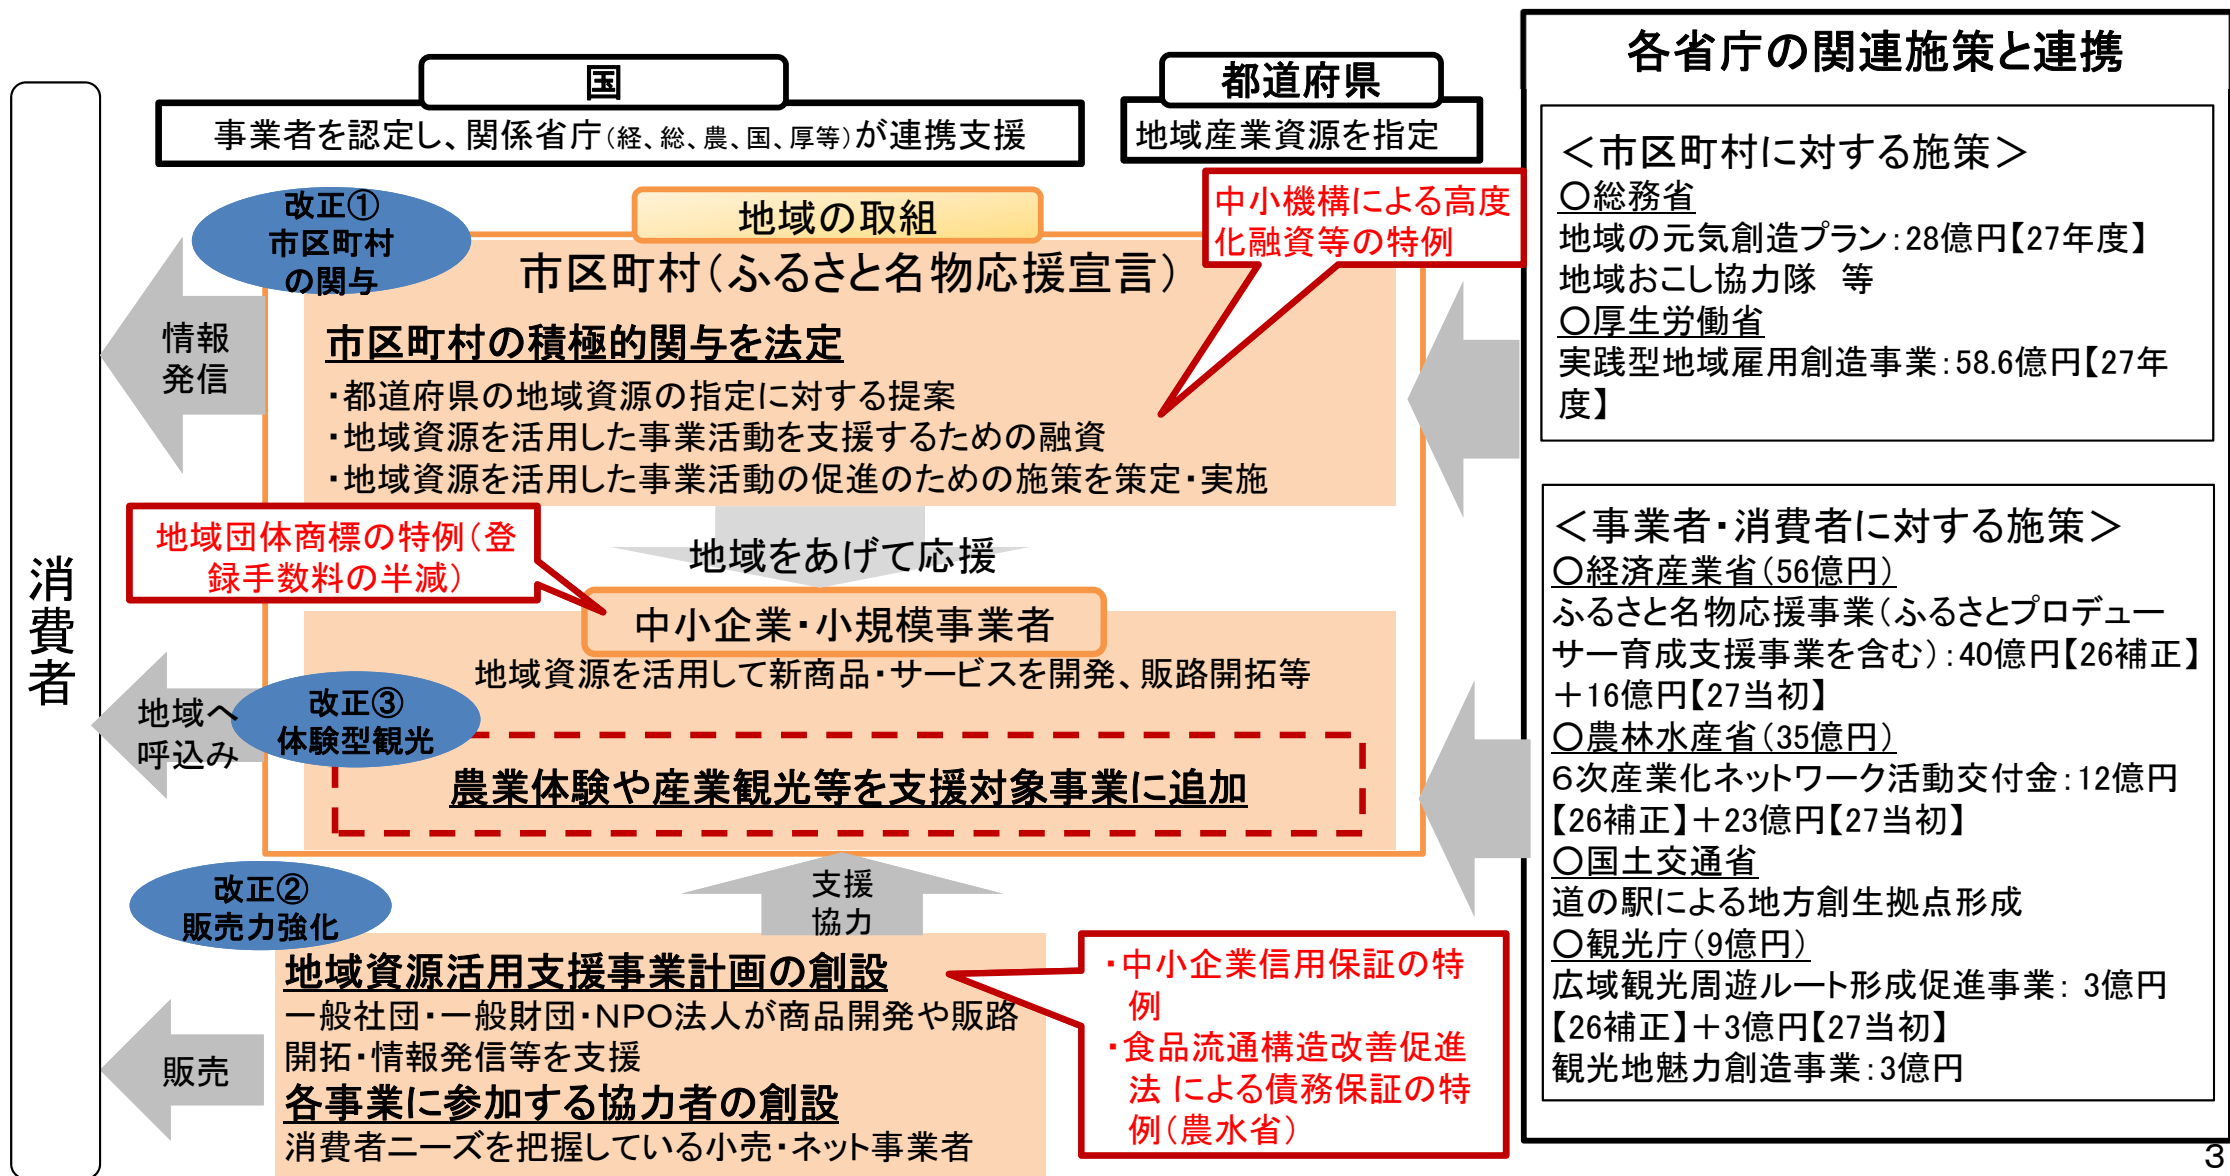 国
事業者を認定し、関係省庁(経、総、農、国、厚等)が連携支援
都道府県
地域産業資源を指定
改正①
市区町村
の関与
地域の取組
市区町村(ふるさと名物応援宣言)
中小機構による高度
化融資等の特例
市区町村の積極的関与を法定
・都道府県の地域資源の指定に対する提案
・地域資源を活用した事業活動を支援するための融資
・地域資源を活用した事業活動の促進のための施策を策定・実施
情報
発信
地域団体商標の特例(登
録手数料の半減)
地域をあげて応援
消費者
中小企業・小規模事業者
地域資源を活用して新商品・サービスを開発、販路開拓等
地域へ
呼込み
改正③
体験型観光
農業体験や産業観光等を支援対象事業に追加
支援
協力
改正②
販売力強化
地域資源活用支援事業計画の創設
一般社団・一般財団・NPO法人が商品開発や販路
開拓・情報発信等を支援
各事業に参加する協力者の創設
消費者ニーズを把握している小売・ネット事業者
販売
・中小企業信用保証の特
例
・食品流通構造改善促進
法 による債務保証の特
例(農水省)
各省庁の関連施策と連携
＜市区町村に対する施策＞
○総務省
地域の元気創造プラン：28億円【27年度】
地域おこし協力隊　等
○厚生労働省
実践型地域雇用創造事業：58.6億円【27年
度】
＜事業者・消費者に対する施策＞
○経済産業省(56億円)
ふるさと名物応援事業(ふるさとプロデュー
サー育成支援事業を含む)：40億円【26補正】
＋16億円【27当初】
○農林水産省(35億円)
6次産業化ネットワーク活動交付金：12億円
【26補正】＋23億円【27当初】
○国土交通省
道の駅による地方創生拠点形成
○観光庁(9億円)
広域観光周遊ルート形成促進事業： 3億円
【26補正】＋3億円【27当初】
観光地魅力創造事業：3億円
3